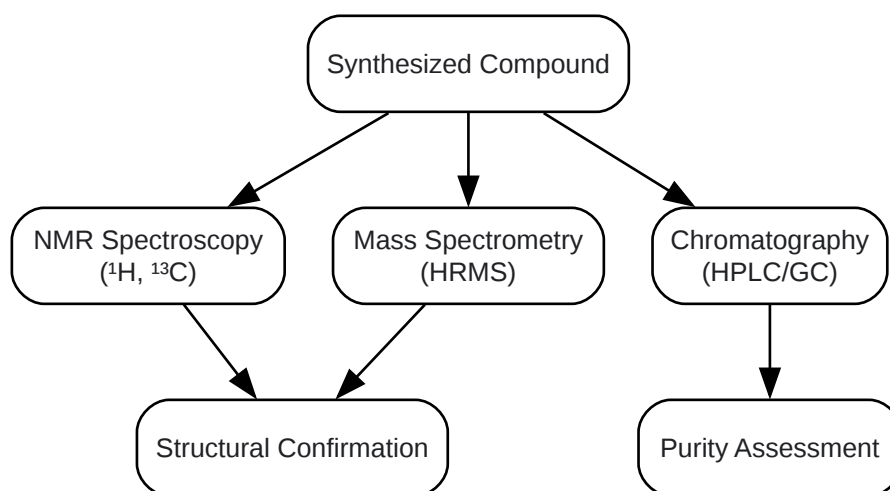 Synthesized Compound
NMR Spectroscopy
(¹H, ¹³C)
Mass Spectrometry
(HRMS)
Chromatography
(HPLC/GC)
Structural Confirmation
Purity Assessment